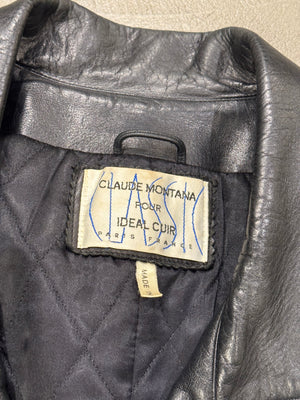 CLAUDE MONTANA
POUR
IDEAL CUIR
PARIS FRANCE
CLASSIC
MADE